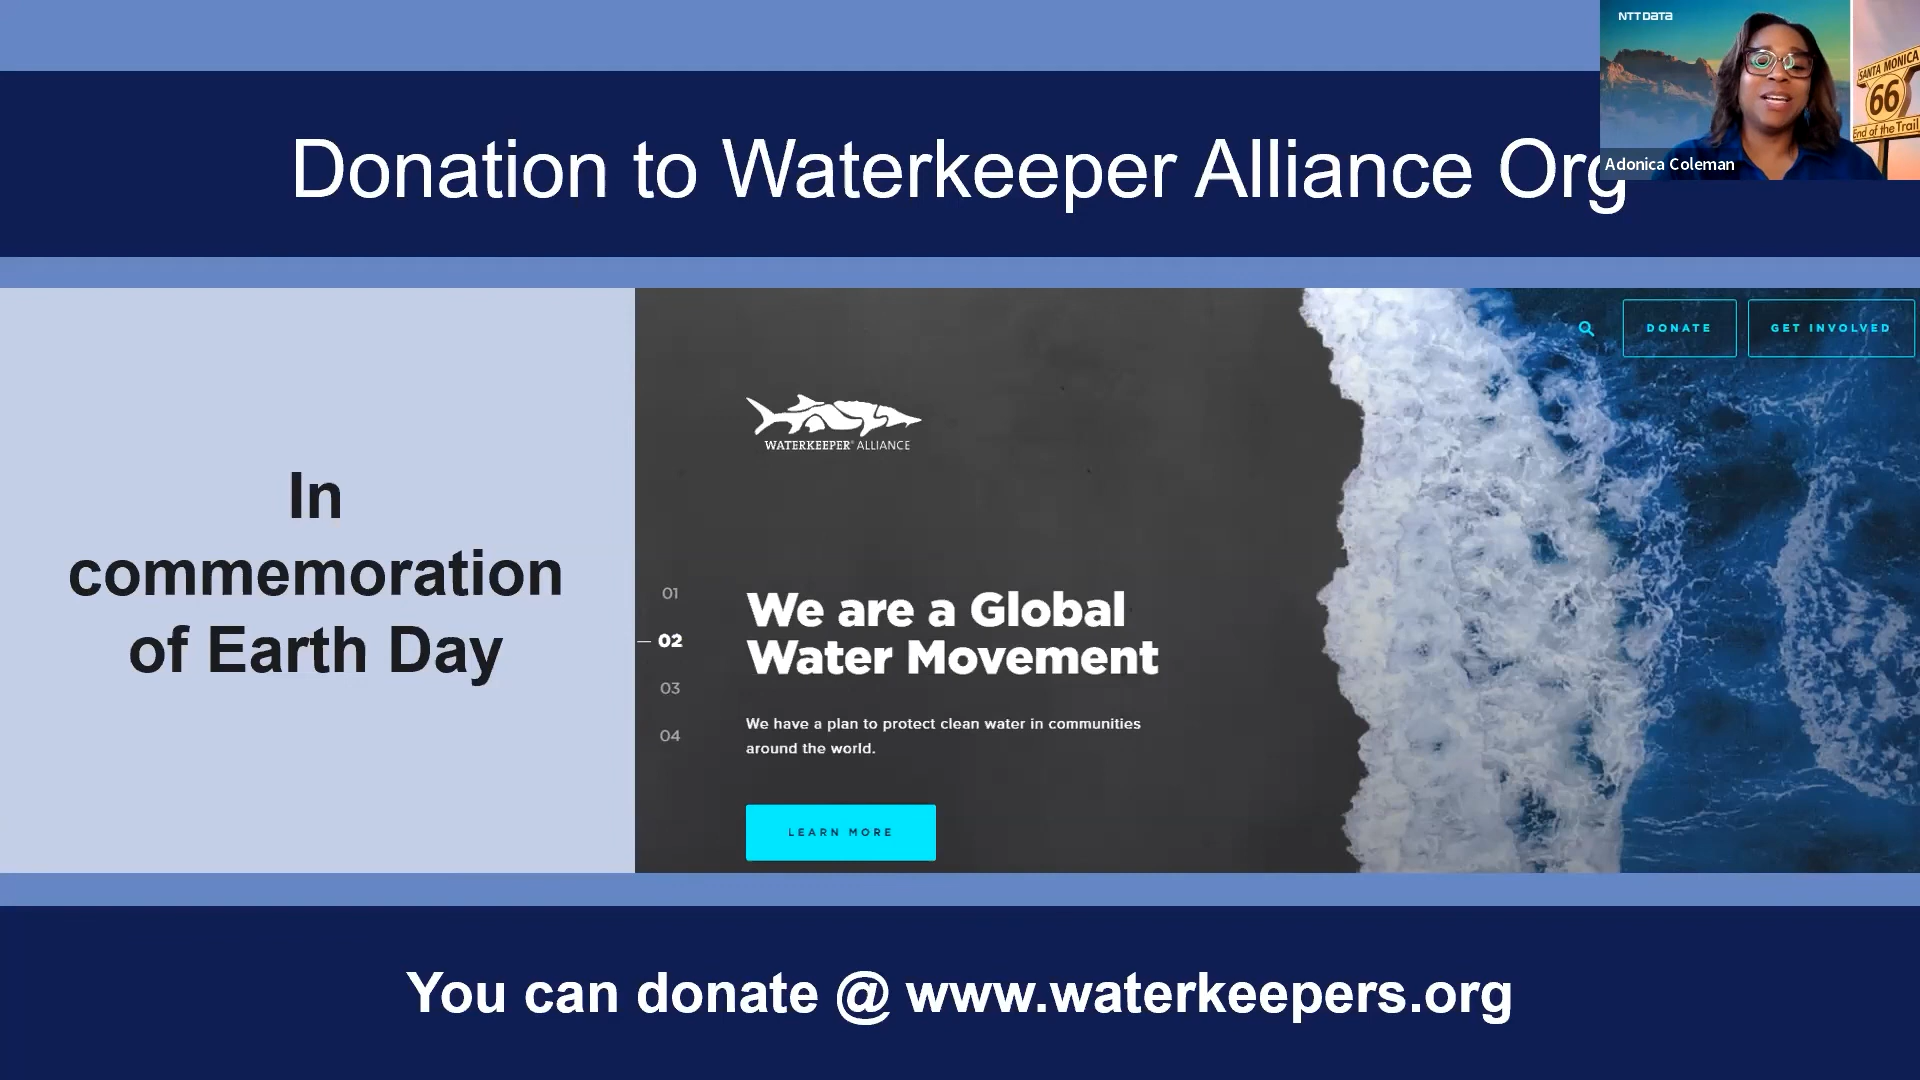 NTT DATA
SANTA MONICA
66
End of the Trail
Adonica Coleman
Donation to Waterkeeper Alliance Org
DONATE
GET INVOLVED
WATERKEEPER® ALLIANCE
In
commemoration
of Earth Day
01
02
03
04
We are a Global
Water Movement
We have a plan to protect clean water in communities
around the world.
LEARN MORE
You can donate @ www.waterkeepers.org